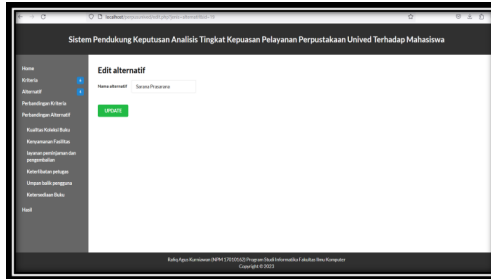 Sistem Pendukung Keputusan Analisis Tingkat Kepuasan Pelayanan Perpustakaan Unived Terhadap Mahasiswa
Home
Kriteria
Alternatif
Perbandingan Kriteria
Perbandingan Alternatif
Kualitas Koleksi Buku
Kenyamanan Fasilitas
layanan peminjaman dan
pengembalian
Keterlibatan petugas
Umpan balik pengguna
Ketersediaan Buku
Hasil
Edit alternatif
Nama alternatif
Sarana Prasarana
UPDATE
Copyright © 2023